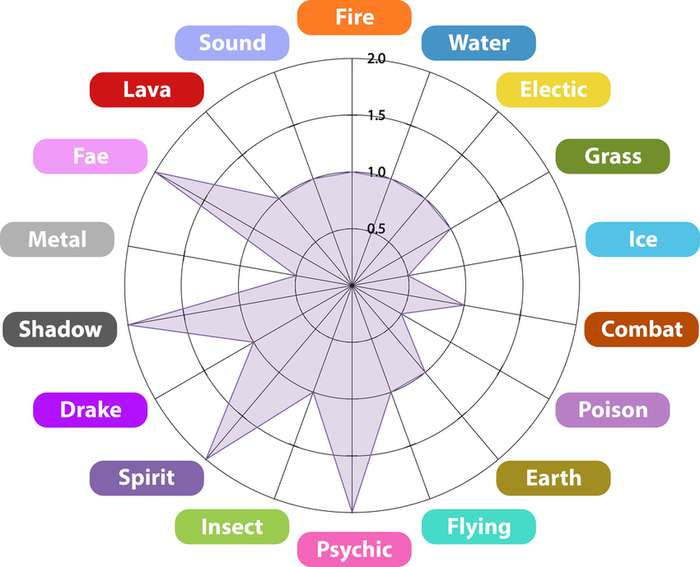 Fire
Sound
Water
2.0
Lava
Electic
1.5
Fae
Grass
1.0
Metal
0.5
Ice
Shadow
Combat
Drake
Poison
Spirit
Earth
Insect
Flying
Psychic